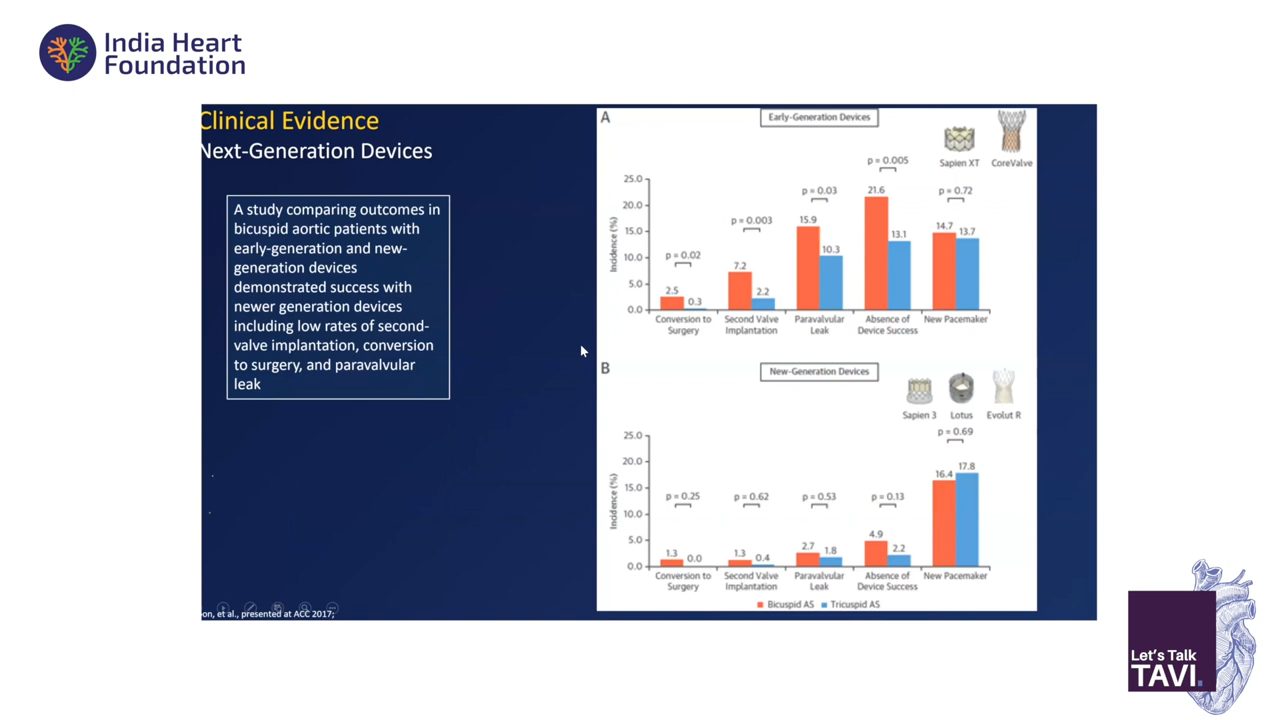 India Heart
Foundation
Clinical Evidence
Next-Generation Devices
A study comparing outcomes in
bicuspid aortic patients with
early-generation and new-
generation devices
demonstrated success with
newer generation devices
including low rates of second-
valve implantation, conversion
to surgery, and paravalvular
leak
on, et al., presented at ACC 2017;
A
Early-Generation Devices
Sapien XT CoreValve
Incidence (%)
25.0
20.0
15.0
10.0
5.0
0.0
p = 0.02
2.5 0.3
p = 0.003
7.2 2.2
p = 0.03
15.9 10.3
p = 0.005
21.6 13.1
p = 0.72
14.7 13.7
Conversion to
Surgery
Second Valve
Implantation
Paravalvular
Leak
Absence of
Device Success
New Pacemaker
B
New-Generation Devices
Sapien 3 Lotus Evolut R
Incidence (%)
25.0
20.0
15.0
10.0
5.0
0.0
p = 0.25
1.3 0.0
p = 0.62
1.3 0.4
p = 0.53
2.7 1.8
p = 0.13
4.9 2.2
p = 0.69
16.4 17.8
Conversion to
Surgery
Second Valve
Implantation
Paravalvular
Leak
Absence of
Device Success
New Pacemaker
Bicuspid AS Tricuspid AS
Let's Talk
TAVI.